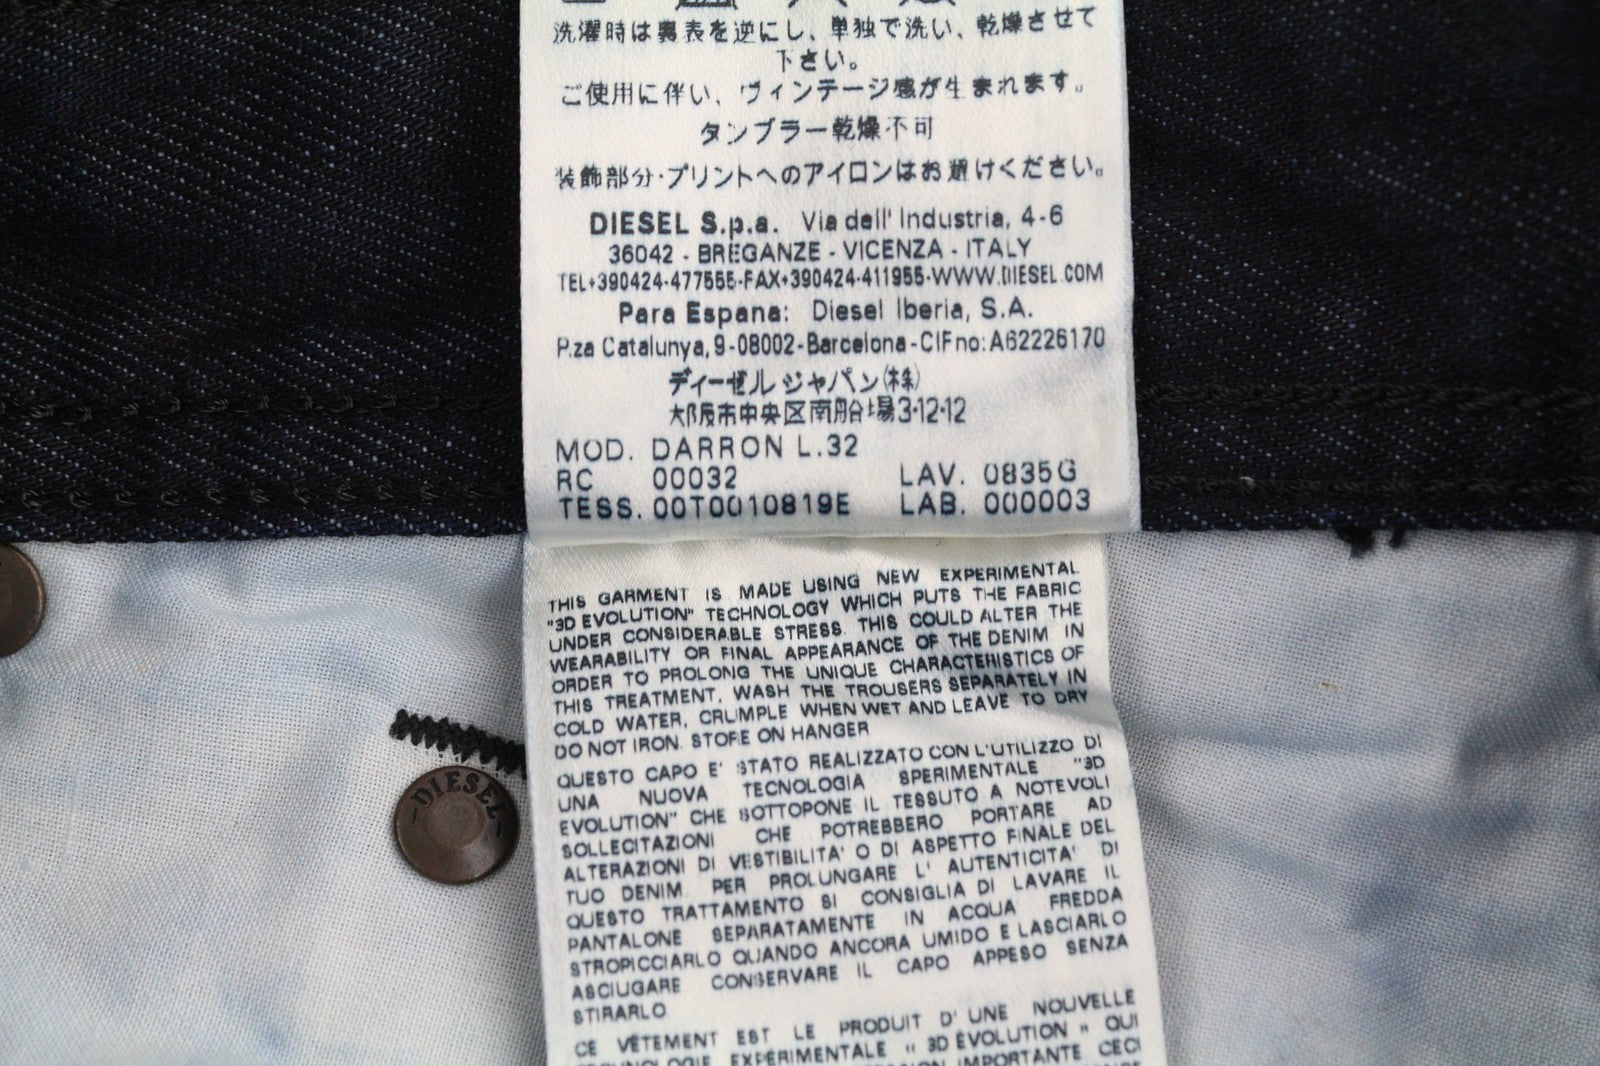 洗濯時は裏表を逆にし、単独で洗い、乾燥させて
下さい。
ご使用に伴い、ヴィンテージ感が生まれます。
タンブラー乾燥不可
装飾部分・プリントへのアイロンはお避けください。
DIESEL S.p.a. Via dell' Industria, 4-6
36042 - BREGANZE - VICENZA - ITALY
TEL+390424-477555-FAX+390424-411955-WWW.DIESEL.COM
Para Espana: Diesel Iberia, S.A.
P.za Catalunya, 9-08002-Barcelona-CIF no: A62226170
ディーゼル ジャパン(株)
大阪市中央区南船場3-12-12
MOD. DARRON L.32
RC 00032 LAV. 0835G
TESS. 00T0010819E LAB. 000003
THIS GARMENT IS MADE USING NEW EXPERIMENTAL
"3D EVOLUTION" TECHNOLOGY WHICH PUTS THE FABRIC
UNDER CONSIDERABLE STRESS. THIS COULD ALTER THE
WEARABILITY OR FINAL APPEARANCE OF THE DENIM IN
ORDER TO PROLONG THE UNIQUE CHARACTERISTICS OF
THIS TREATMENT, WASH THE TROUSERS SEPARATELY IN
COLD WATER, CRUMPLE WHEN WET AND LEAVE TO DRY
DO NOT IRON. STORE ON HANGER
QUESTO CAPO E' STATO REALIZZATO CON L'UTILIZZO DI
UNA NUOVA TECNOLOGIA SPERIMENTALE "3D
EVOLUTION" CHE SOTTOPONE IL TESSUTO A NOTEVOLI
SOLLECITAZIONI CHE POTREBBERO PORTARE AD
ALTERAZIONI DI VESTIBILITA' O DI ASPETTO FINALE DEL
TUO DENIM. PER PROLUNGARE L' AUTENTICITA' DI
QUESTO TRATTAMENTO SI CONSIGLIA DI LAVARE IL
PANTALONE SEPARATAMENTE IN ACQUA FREDDA
STROPICCIARLO QUANDO ANCORA UMIDO E LASCIARLO
ASCIUGARE CONSERVARE IL CAPO APPESO SENZA
STIRARLO
CE VÊTEMENT EST LE PRODUIT D' UNE NOUVELLE
TECHNOLOGIE EXPÉRIMENTALE " 3D EVOLUTION " QUI
IMPORTANTE CECI
-DIESEL-